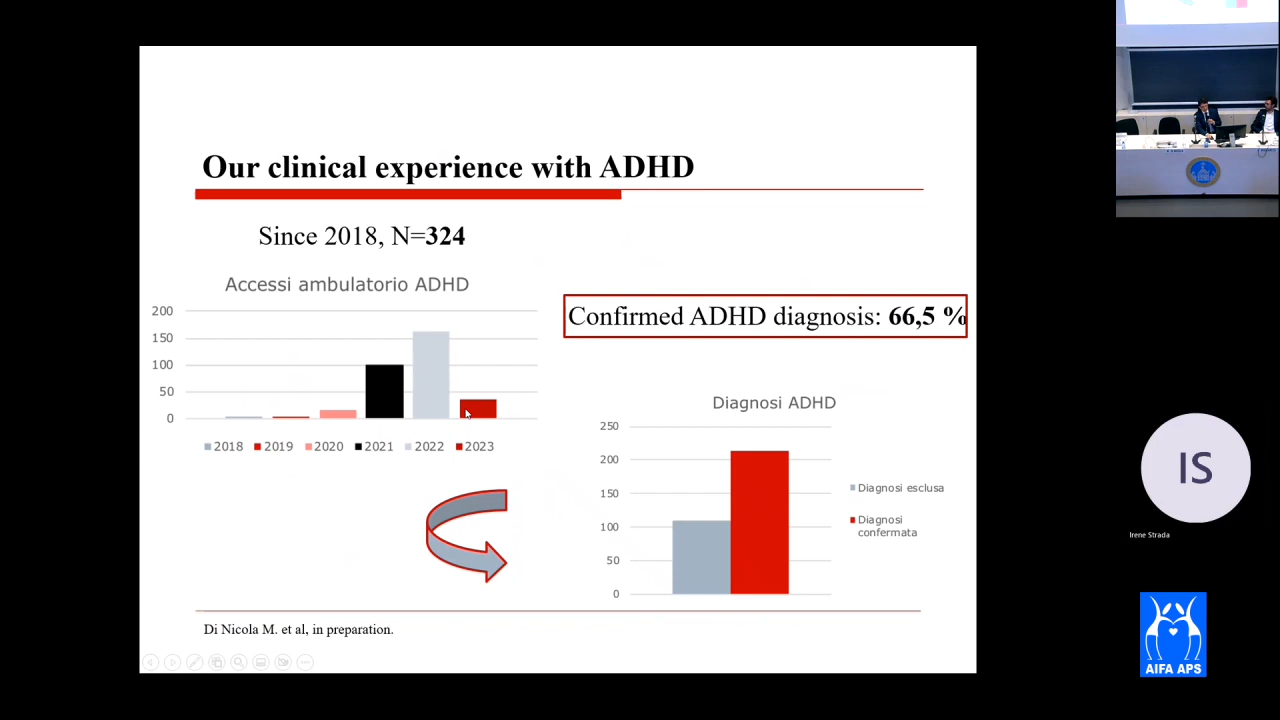 Our clinical experience with ADHD
Since 2018, N=324
Accessi ambulatorio ADHD
200
150
100
50
0
2018 2019 2020 2021 2022 2023
Confirmed ADHD diagnosis: 66,5 %
Diagnosi ADHD
250
200
150
100
50
0
Diagnosi esclusa
Diagnosi
confermata
Di Nicola M. et al, in preparation.
IS
Irene Strada
AIFA APS